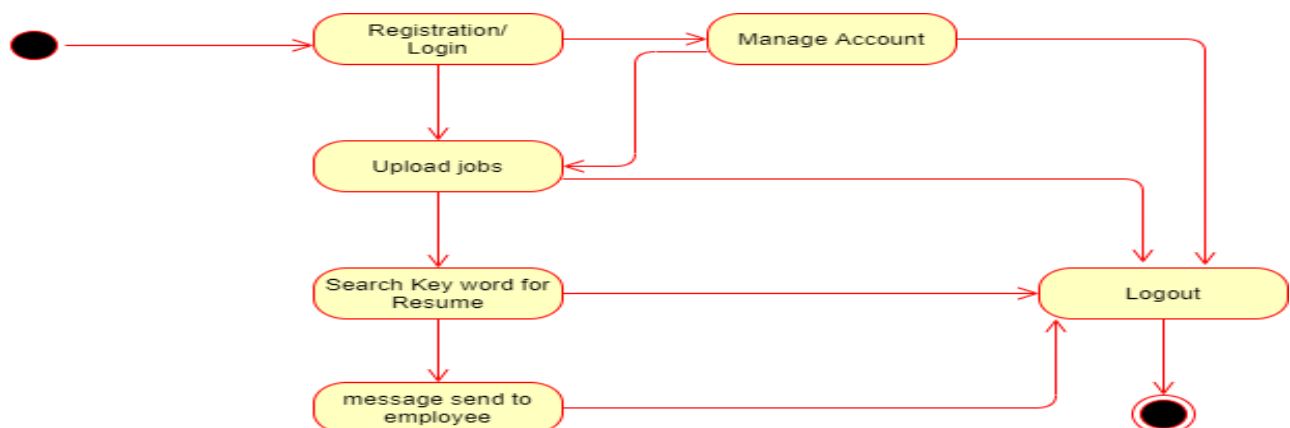 Registration/
Login
Manage Account
Upload jobs
Search Key word for
Resume
Logout
message send to
employee